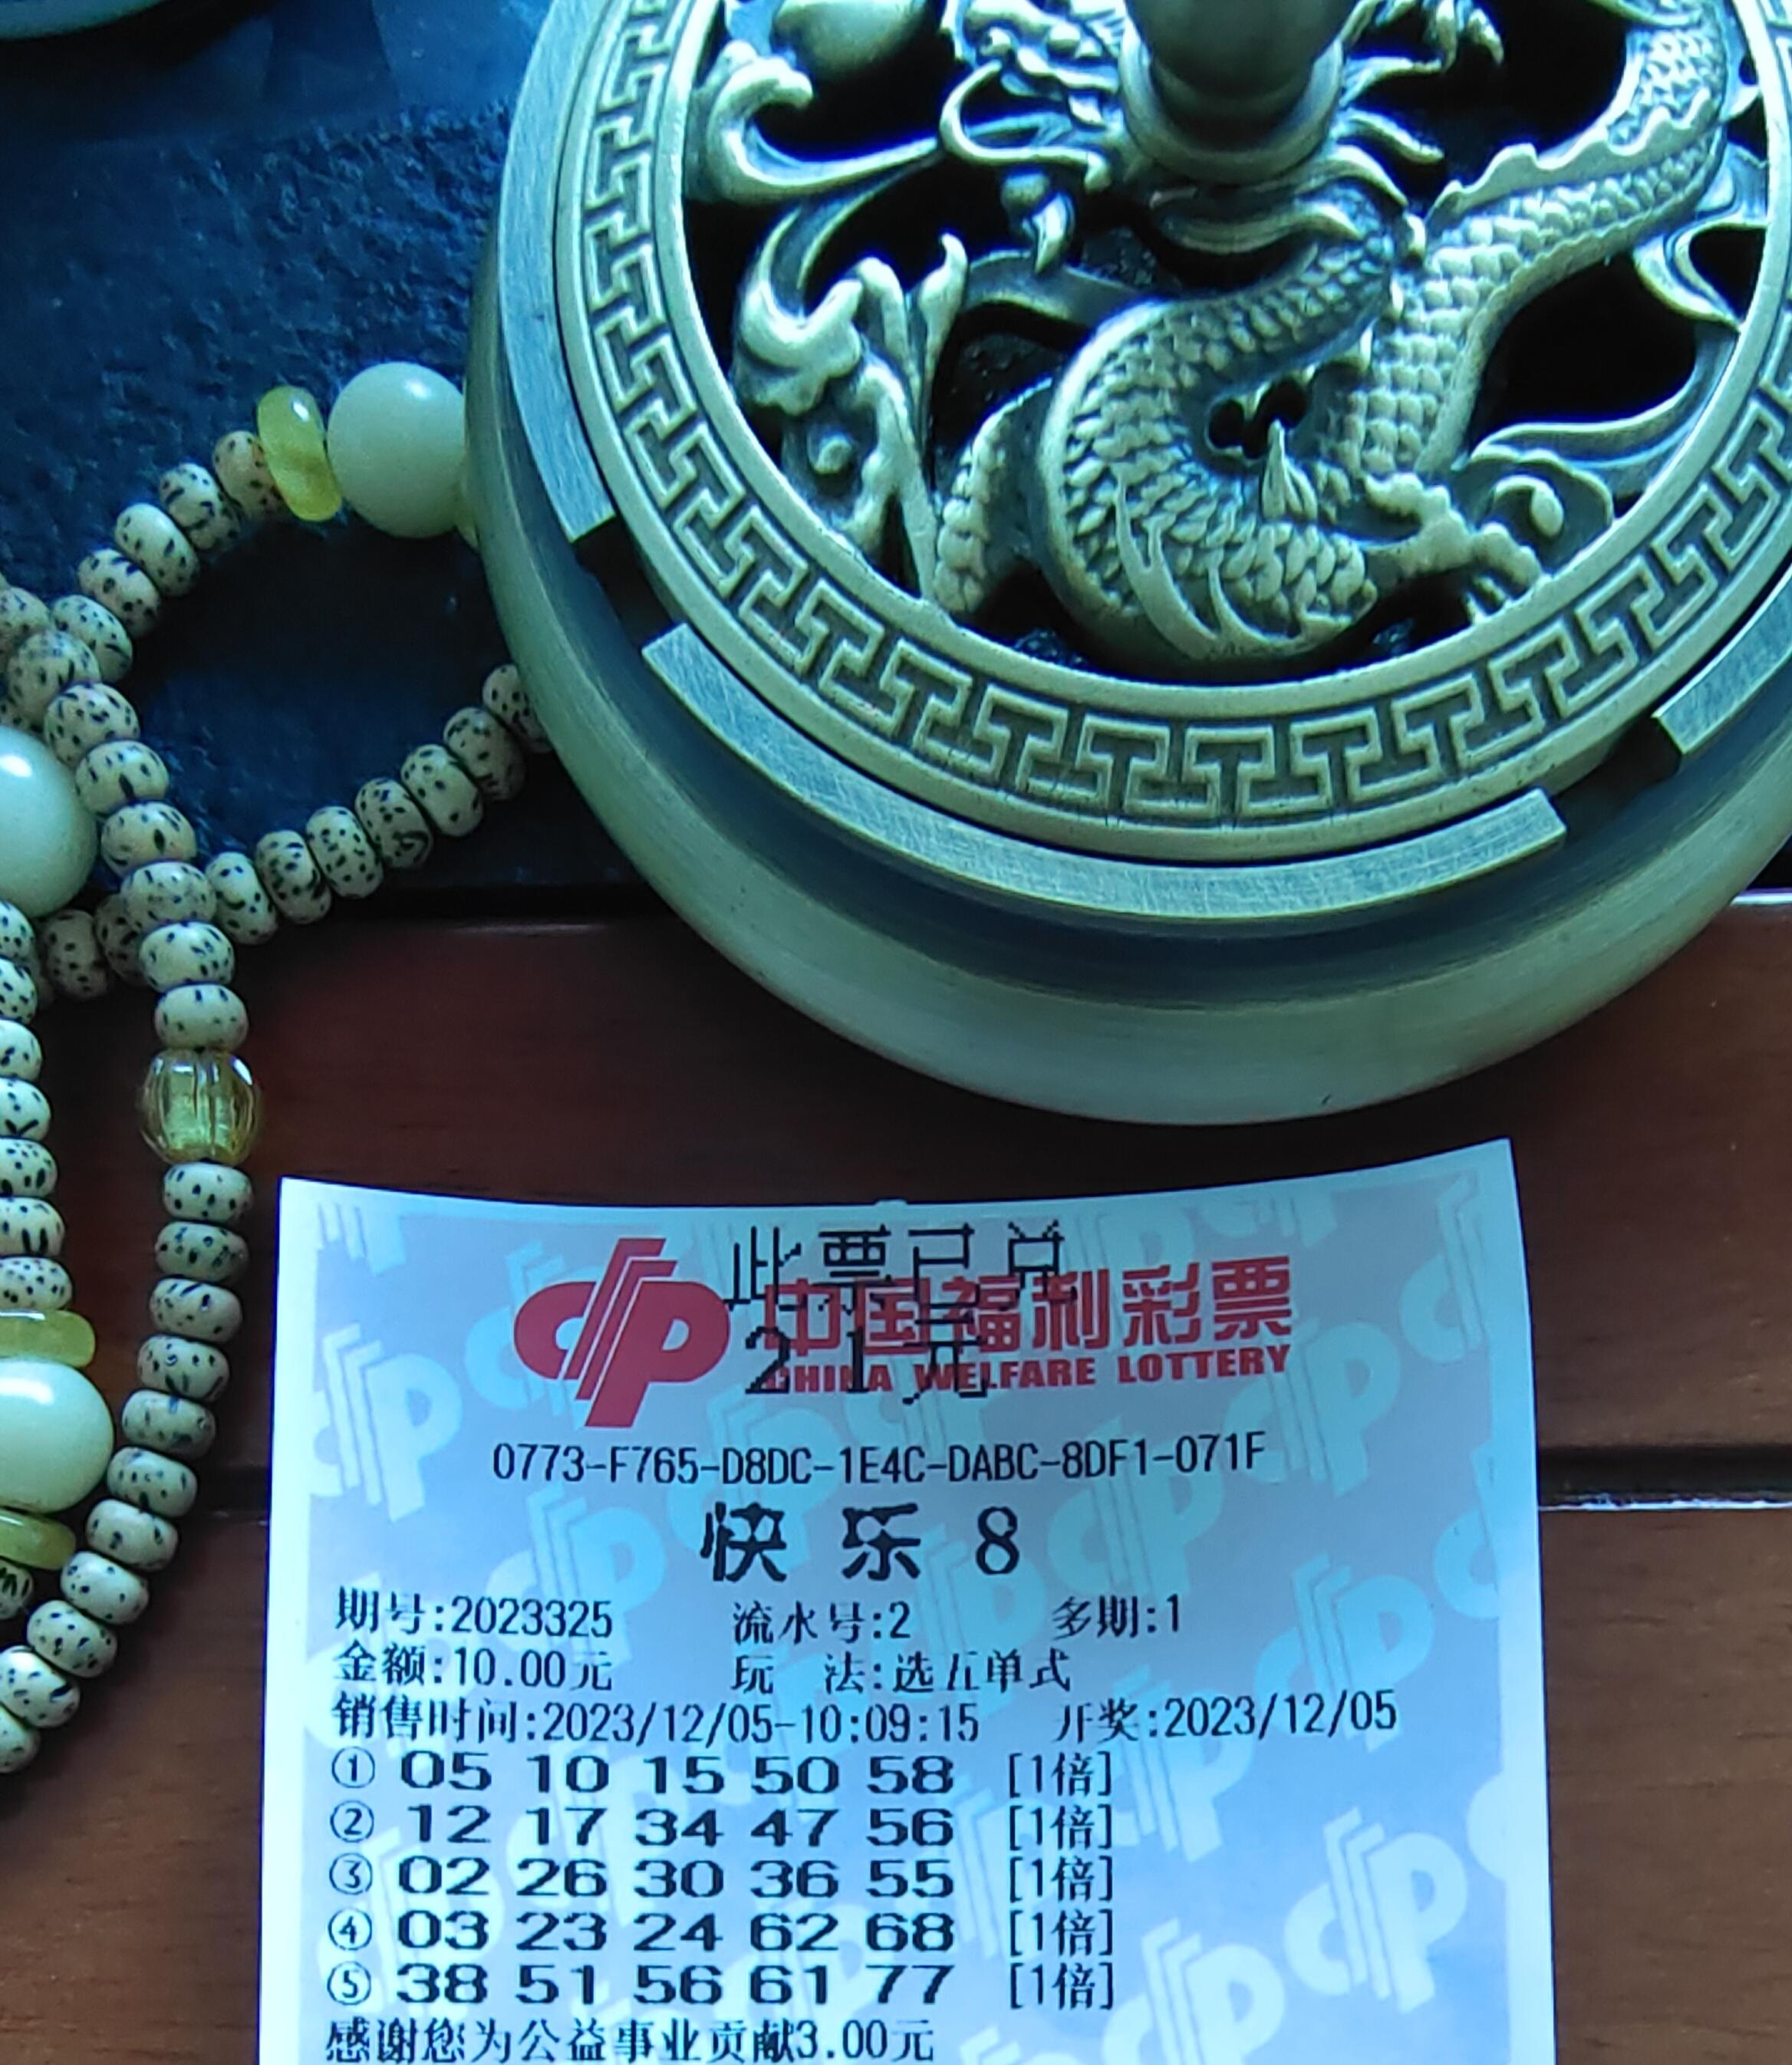 此票已兑
中国福利彩票
21元
CHINA WELFARE LOTTERY
0773-F765-D8DC-1E4C-DABC-8DF1-071F
快乐8
期号:2023325 流水号:2 多期:1
金额:10.00元 玩 法:选五单式
销售时间:2023/12/05-10:09:15 开奖:2023/12/05
① 05 10 15 50 58 [1倍]
② 12 17 34 47 56 [1倍]
③ 02 26 30 36 55 [1倍]
④ 03 23 24 62 68 [1倍]
⑤ 38 51 56 61 77 [1倍]
感谢您为公益事业贡献3.00元